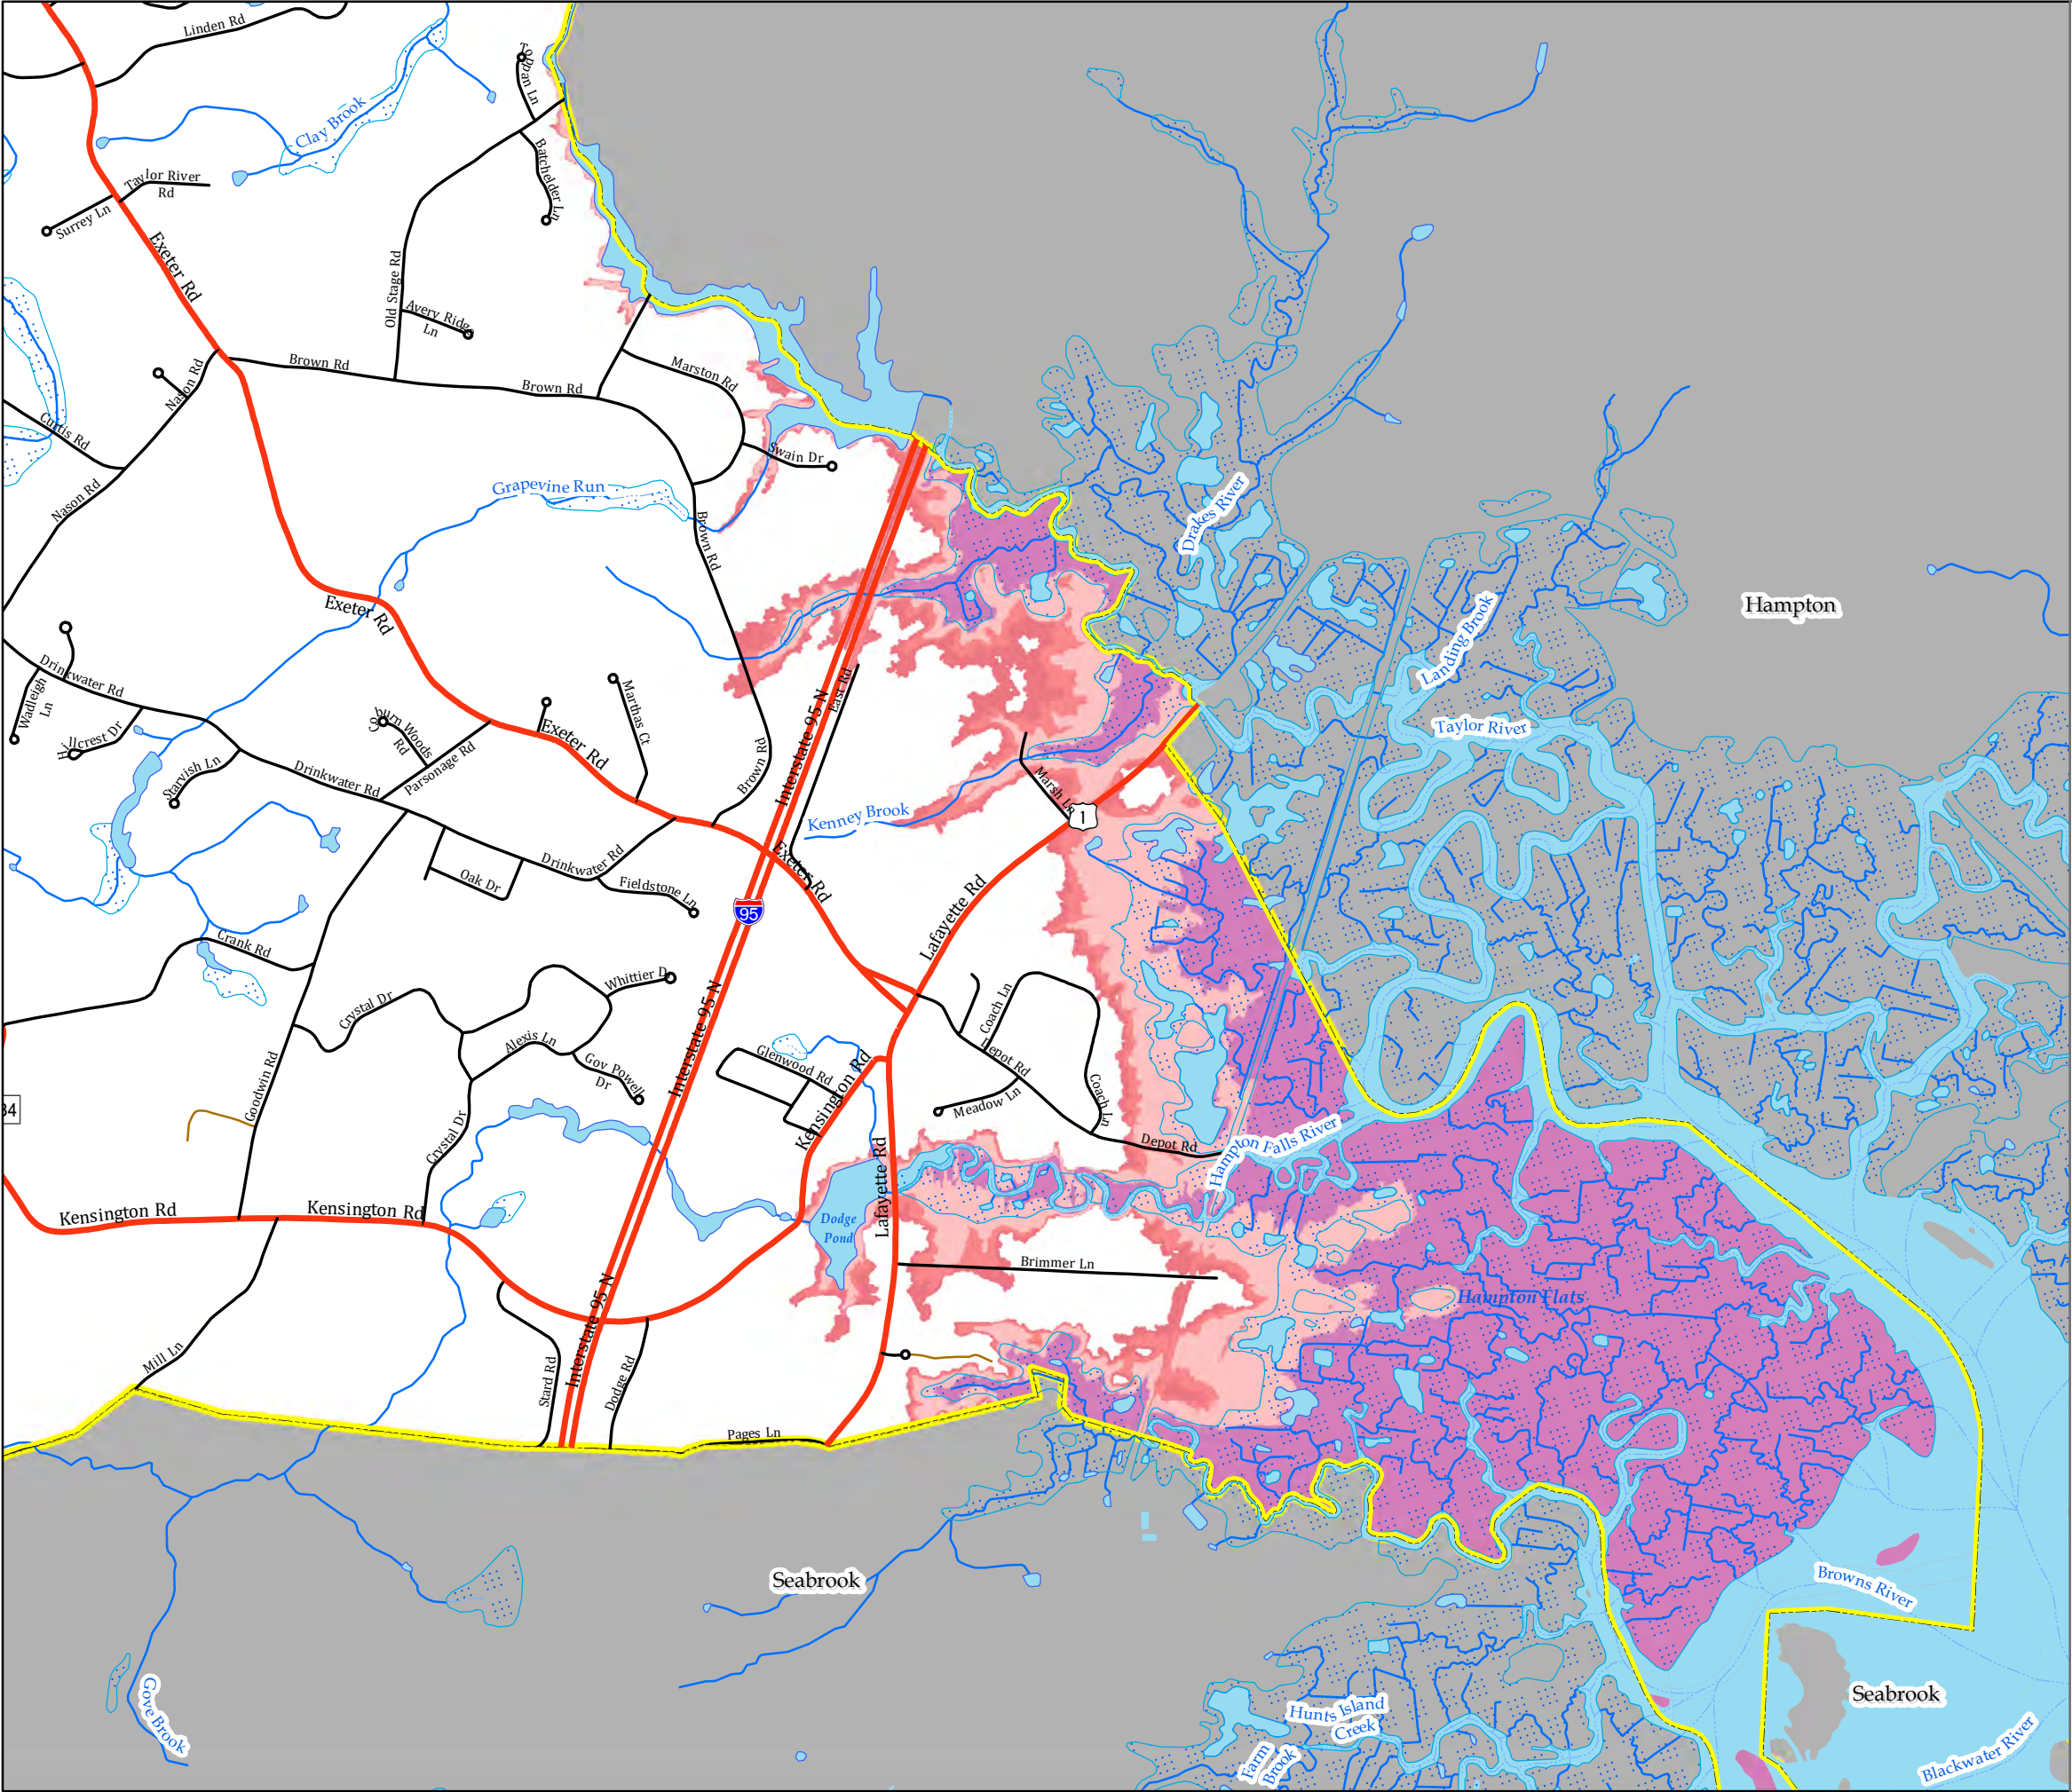 Linden Rd
Toddan Ln
Clay Brook
Batchelder Ln
Taylor River
Rd
Surrey Ln
Exeter Rd
Old Stage Rd
Avery Ridge
Ln
Brown Rd
Brown Rd
Marston Rd
Nason Rd
Curtis Rd
Swain Dr
Nason Rd
Grapevine Run
Brown Rd
Drakes River
Hampton
Exeter Rd
Landing Brook
Drinkwater Rd
Wadleigh
Ln
Hillcrest Dr
Coburn Woods
Rd
Marthas Ct
East Rd
Interstate 95 N
Taylor River
Exeter Rd
Parsonage Rd
Starvish Ln
Drinkwater Rd
Brown Rd
Marsh Ln
1
Kenney Brook
Exeter Rd
Drinkwater Rd
Oak Dr
Fieldstone Ln
95
Lafayette Rd
Crank Rd
Whittier D
Crystal Dr
Interstate 95 N
Coach Ln
Alexis Ln
Depot Rd
Glenwood Rd
Gov Powell
Dr
Kensington Rd
Goodwin Rd
Meadow Ln
Coach Ln
84
Crystal Dr
Depot Rd
Hampton Falls River
Lafayette Rd
Kensington Rd
Kensington Rd
Dodge
Pond
Brimmer Ln
Hampton Flats
Interstate 95 N
Mill Ln
Stard Rd
Dodge Rd
Pages Ln
Seabrook
Browns River
Gove Brook
Seabrook
Hunts Island
Creek
Farm
Brook
Blackwater River